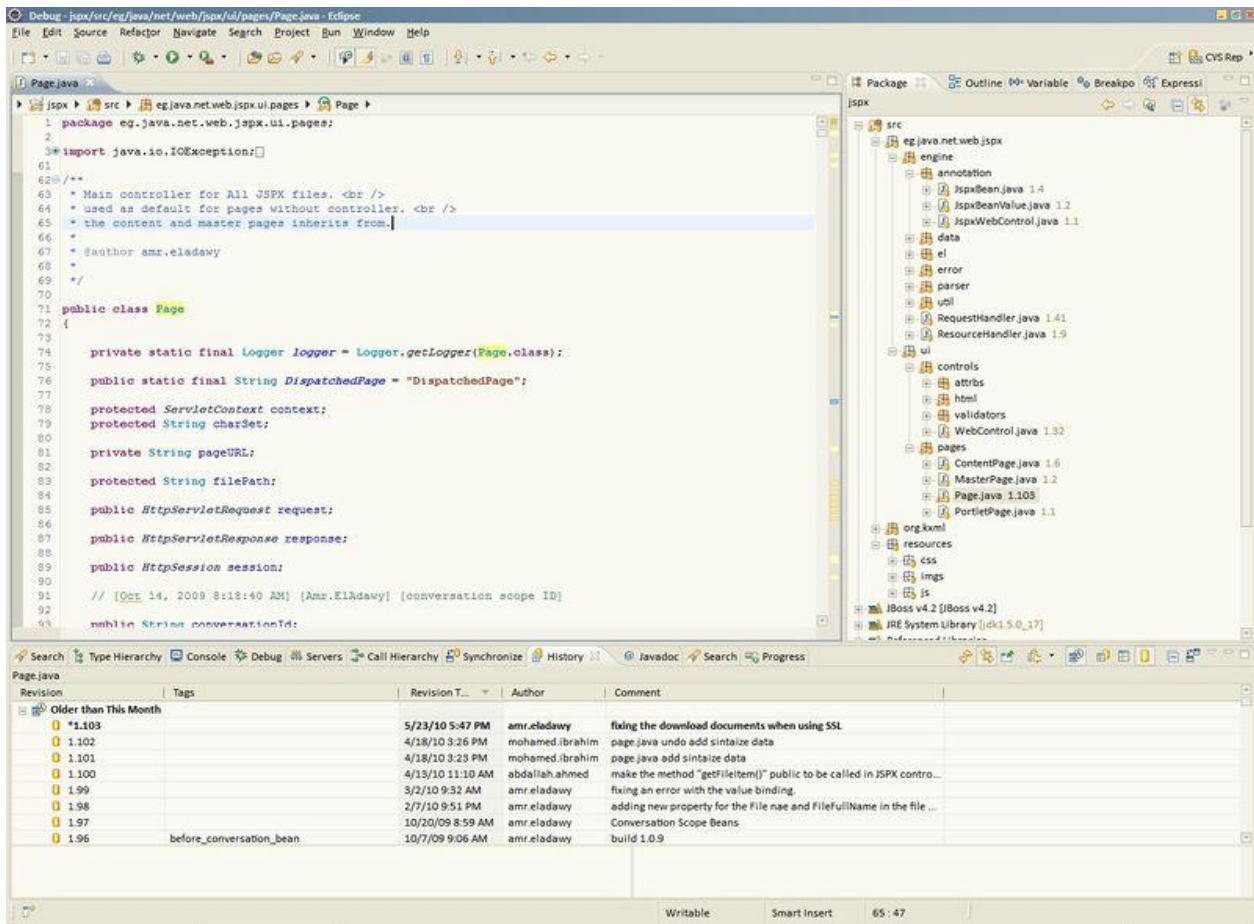 Debug - jspx/src/eg/java/net/web/jspx/ui/pages/Page.java - Eclipse
File Edit Source Refactor Navigate Search Project Run Window Help
CVS Rep
Page.java
jspx src eg.java.net.web.jspx.ui.pages Page
1 package eg.java.net.web.jspx.ui.pages;
2
3 import java.io.IOException;
61
62 /**
63 * Main controller for All JSPX files. <br />
64 * used as default for pages without controller. <br />
65 * the content and master pages inherits from.
66 *
67 * @author amr.eladawy
68 *
69 */
70
71 public class Page
72 {
73
74 private static final Logger logger = Logger.getLogger(Page.class);
75
76 public static final String DispatchedPage = "DispatchedPage";
77
78 protected ServletContext context;
79 protected String charSet;
80
81 private String pageURL;
82
83 protected String filePath;
84
85 public HttpServletRequest request;
86
87 public HttpServletResponse response;
88
89 public HttpSession session;
90
91 // [Oct 14, 2009 8:18:40 AM] [Amr.ElAdawy] [conversation scope ID]
92
93 public String conversationId;
Package Outline Variable Breakpo Expressi
jspx
src
eg.java.net.web.jspx
engine
annotation
JspxBean.java 1.4
JspxBeanValue.java 1.2
JspxWebControl.java 1.1
data
el
error
parser
util
RequestHandler.java 1.41
ResourceHandler.java 1.9
ui
controls
attrbs
html
validators
WebControl.java 1.32
pages
ContentPage.java 1.6
MasterPage.java 1.2
Page.java 1.103
PortletPage.java 1.1
org.kxml
resources
css
imgs
js
JBoss v4.2 [JBoss v4.2]
JRE System Library [jdk1.5.0_17]
Search Type Hierarchy Console Debug Servers Call Hierarchy Synchronize History Javadoc Search Progress
Page.java
Revision Tags Revision T... Author Comment
Older than This Month
*1.103 5/23/10 5:47 PM amr.eladawy fixing the download documents when using SSL
1.102 4/18/10 3:26 PM mohamed.ibrahim page.java undo add sintaize data
1.101 4/18/10 3:23 PM mohamed.ibrahim page.java add sintaize data
1.100 4/13/10 11:10 AM abdallah.ahmed make the method "getFileItem()" public to be called in JSPX contro...
1.99 3/2/10 9:32 AM amr.eladawy fixing an error with the value binding.
1.98 2/7/10 9:51 PM amr.eladawy adding new property for the File nae and FileFullName in the file ...
1.97 10/20/09 8:59 AM amr.eladawy Conversation Scope Beans
1.96 before_conversation_bean 10/7/09 9:06 AM amr.eladawy build 1.0.9
Writable Smart Insert 65 : 47